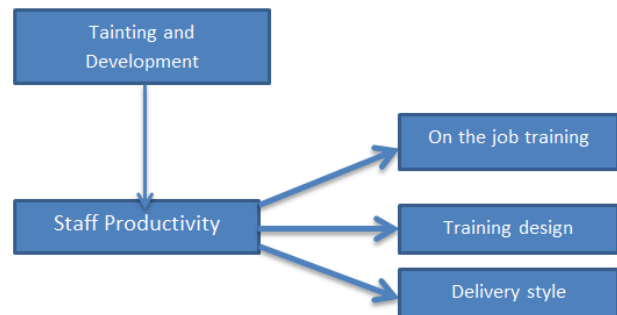 Tainting and
Development
On the job training
Staff Productivity
Training design
Delivery style